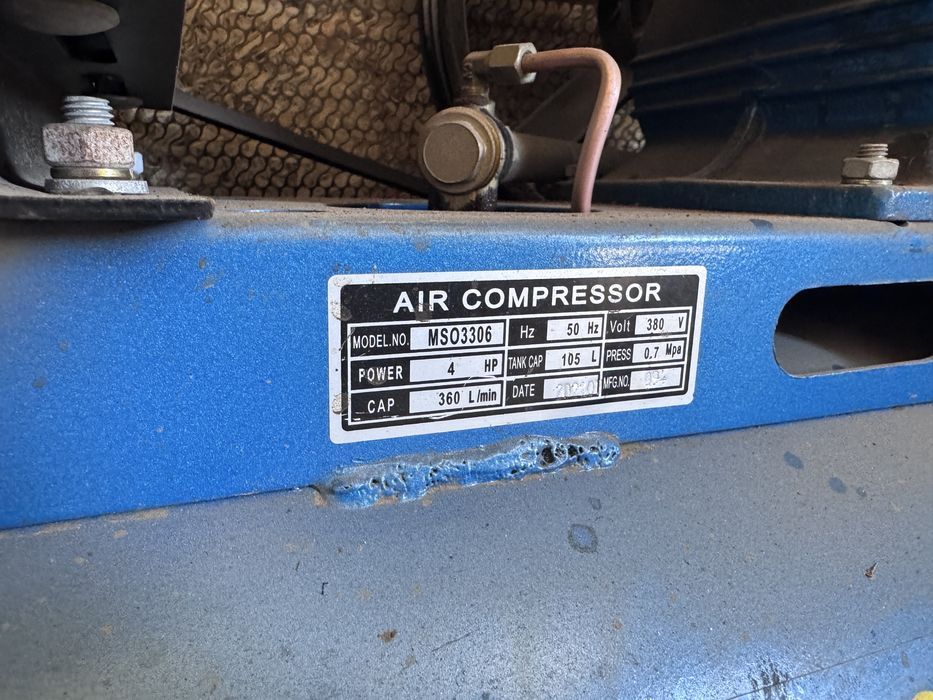 AIR COMPRESSOR
MODEL.NO. MSO3306 Hz 50 Hz Volt 380 V
POWER 4 HP TANK CAP 105 L PRESS 0.7 Mpa
CAP 360 L/min DATE MFG.NO.